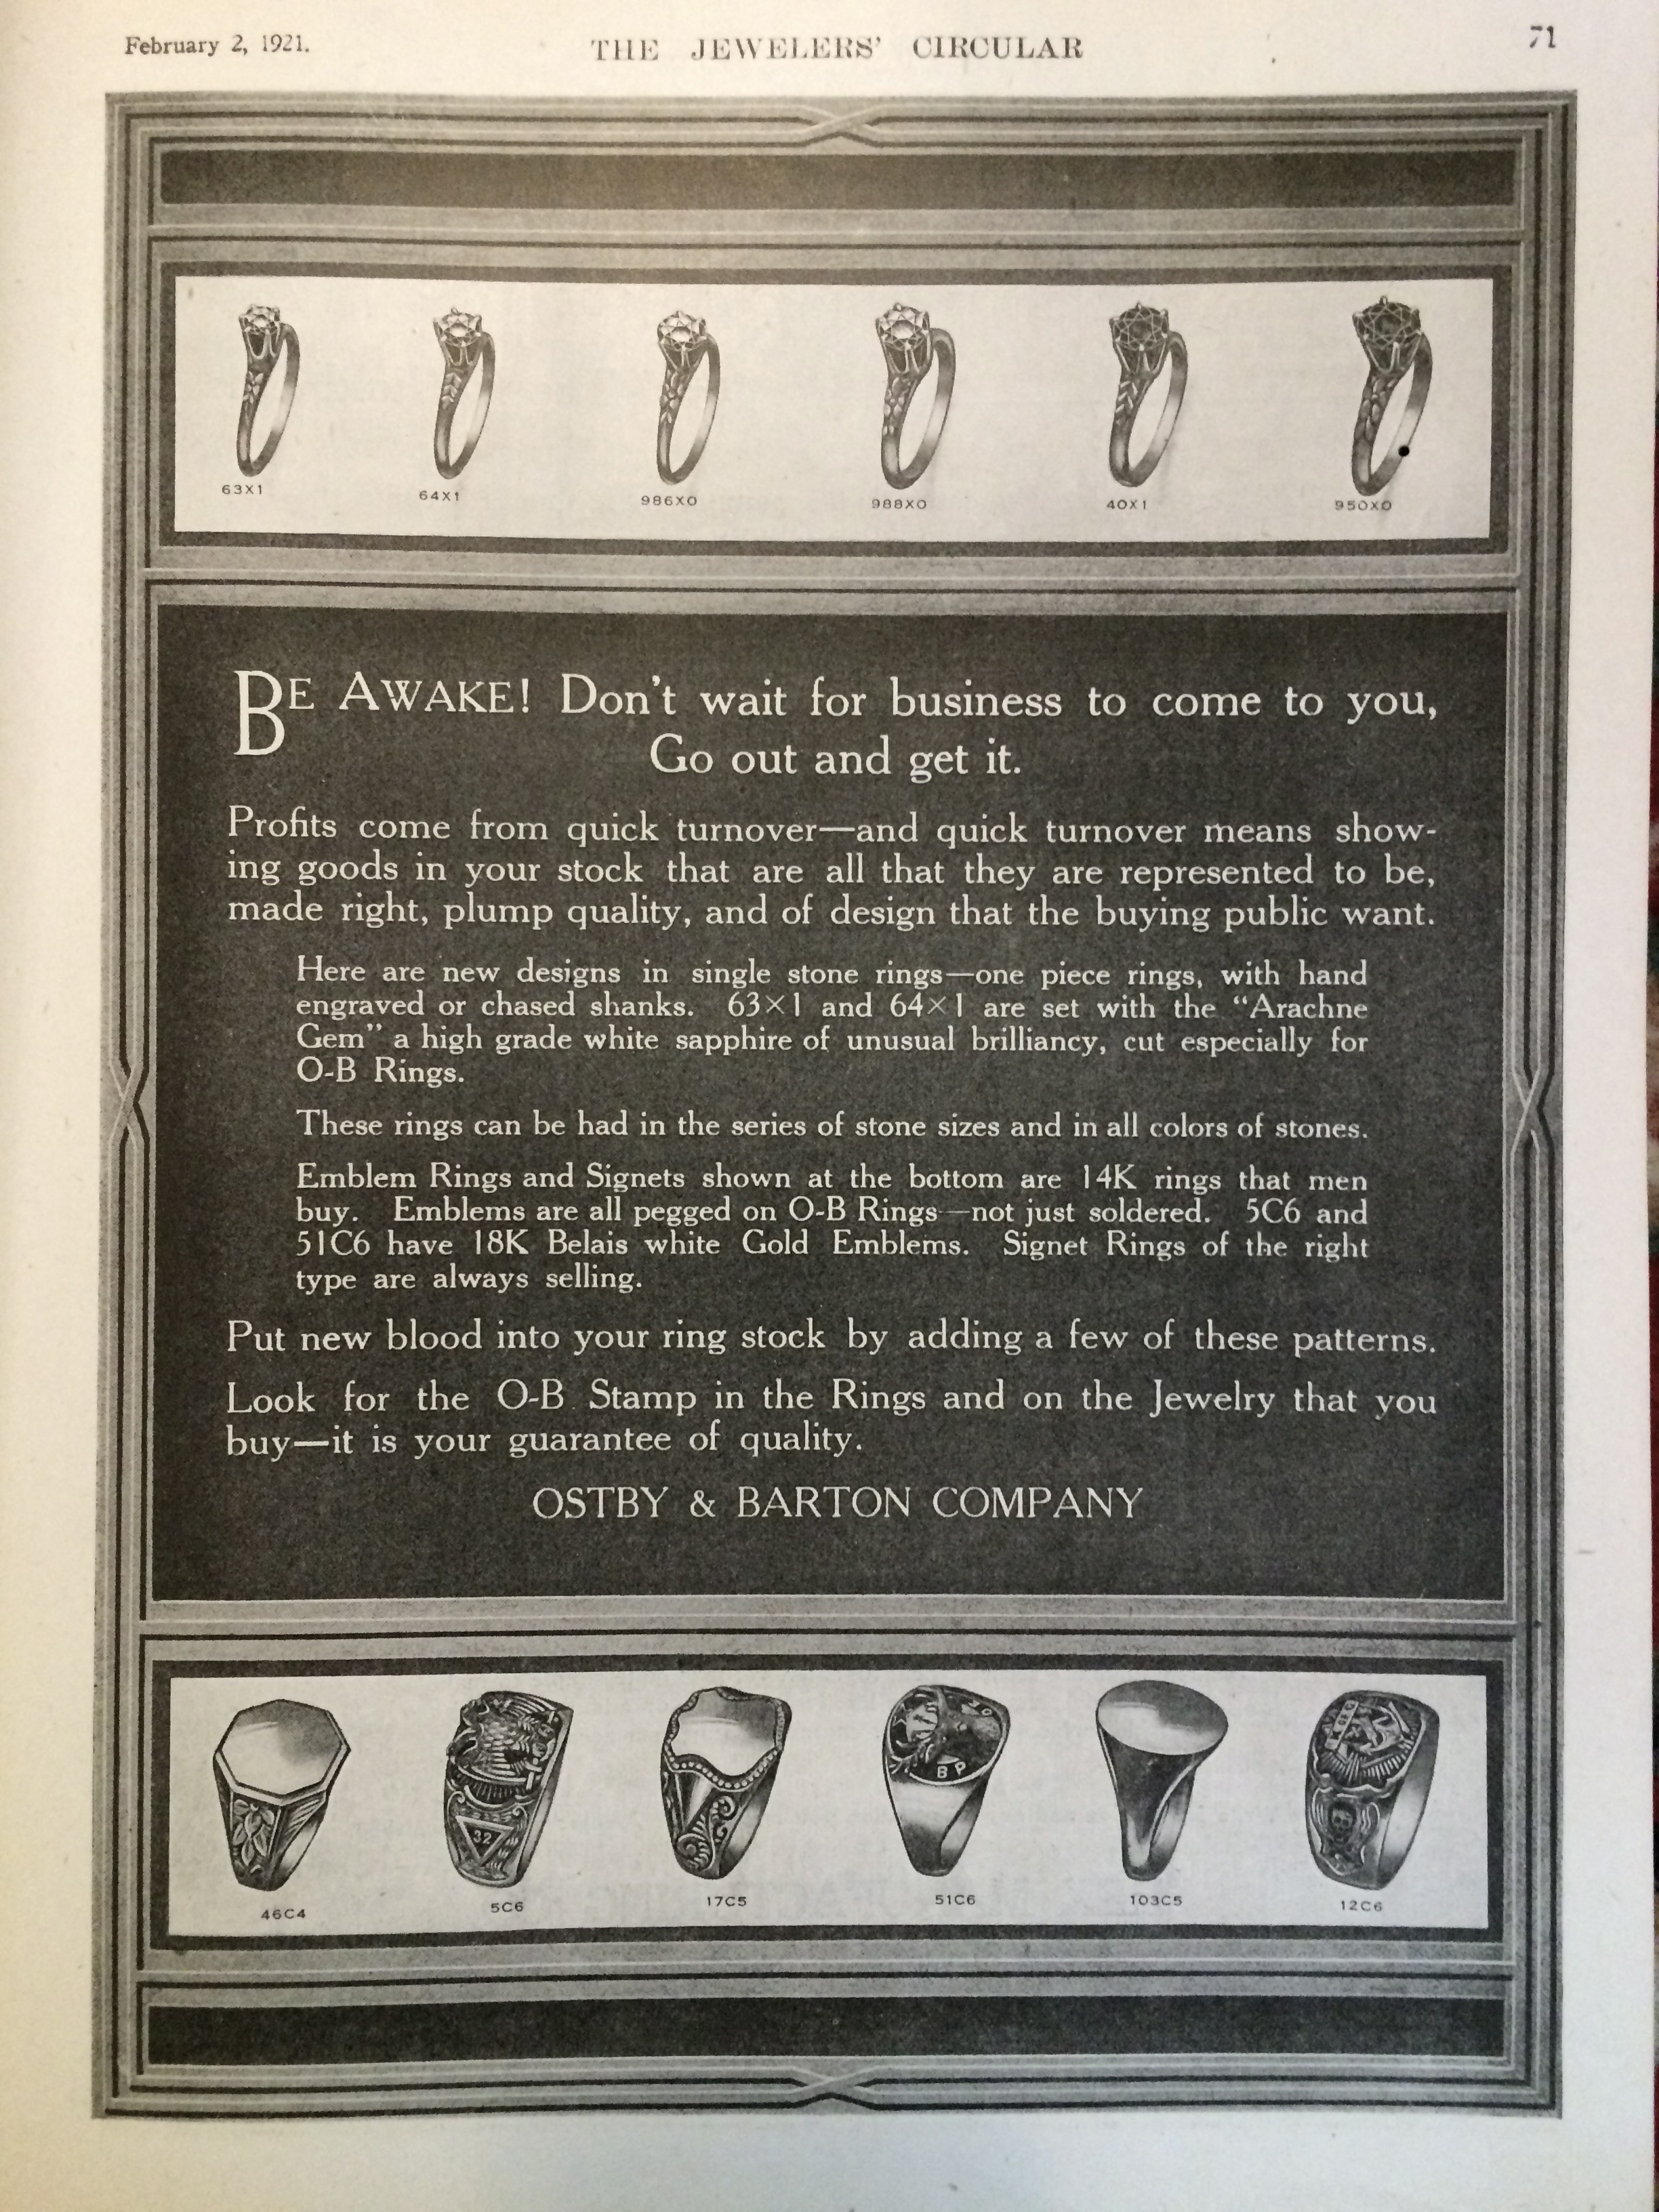 February 2, 1921.
THE JEWELERS' CIRCULAR
71
63X1
64X1
986X0
988X0
40X1
950X0
BE AWAKE! Don't wait for business to come to you,
Go out and get it.
Profits come from quick turnover—and quick turnover means show-
ing goods in your stock that are all that they are represented to be,
made right, plump quality, and of design that the buying public want.
Here are new designs in single stone rings—one piece rings, with hand
engraved or chased shanks. 63×1 and 64×1 are set with the "Arachne
Gem" a high grade white sapphire of unusual brilliancy, cut especially for
O-B Rings.
These rings can be had in the series of stone sizes and in all colors of stones.
Emblem Rings and Signets shown at the bottom are 14K rings that men
buy. Emblems are all pegged on O-B Rings—not just soldered. 5C6 and
51C6 have 18K Belais white Gold Emblems. Signet Rings of the right
type are always selling.
Put new blood into your ring stock by adding a few of these patterns.
Look for the O-B Stamp in the Rings and on the Jewelry that you
buy—it is your guarantee of quality.
OSTBY & BARTON COMPANY
32
B P
46C4
5C6
17C5
51C6
103C5
12C6